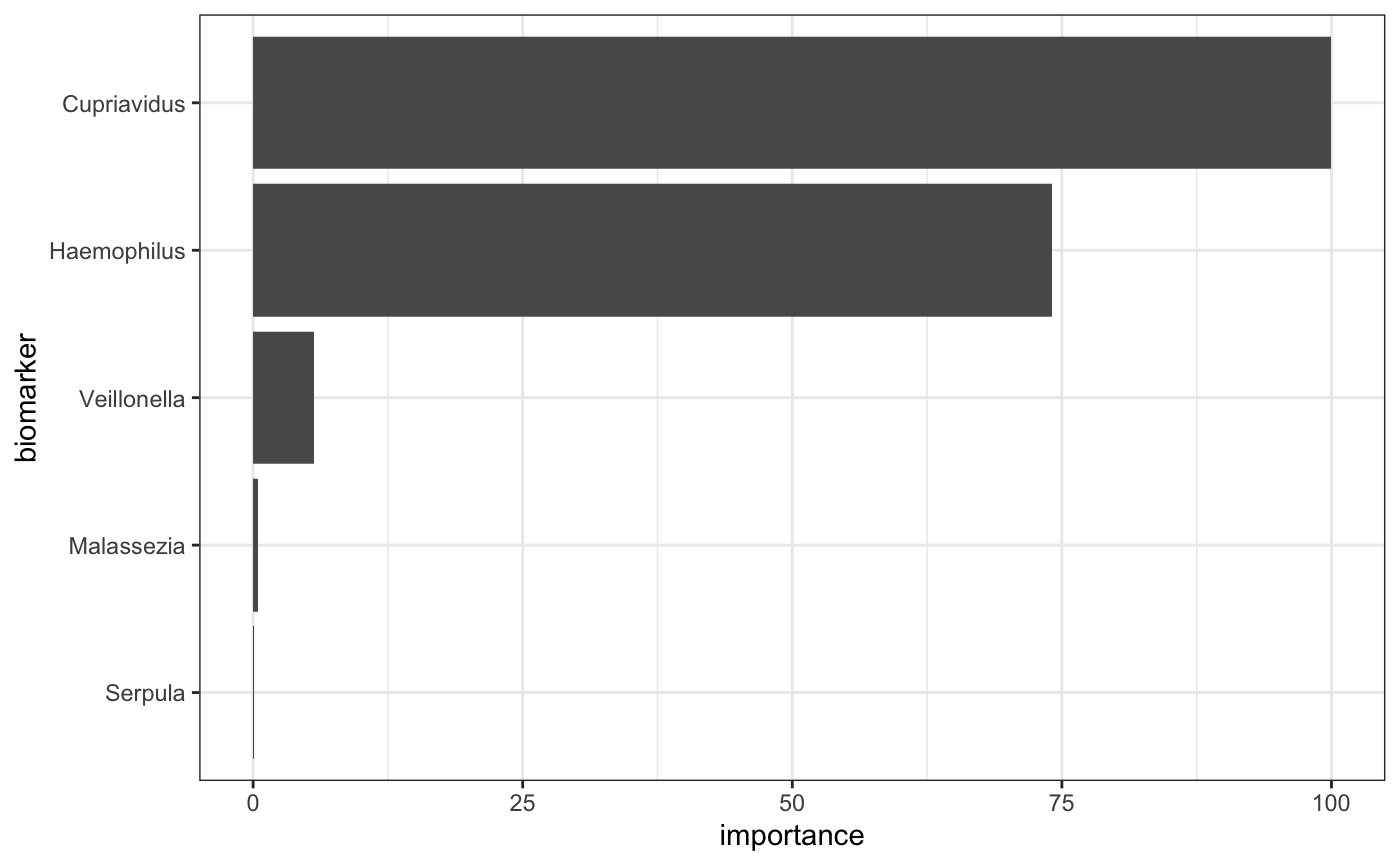 Cupriavidus
Haemophilus
Veillonella
Malassezia
Serpula
biomarker
0 25 50 75 100
importance